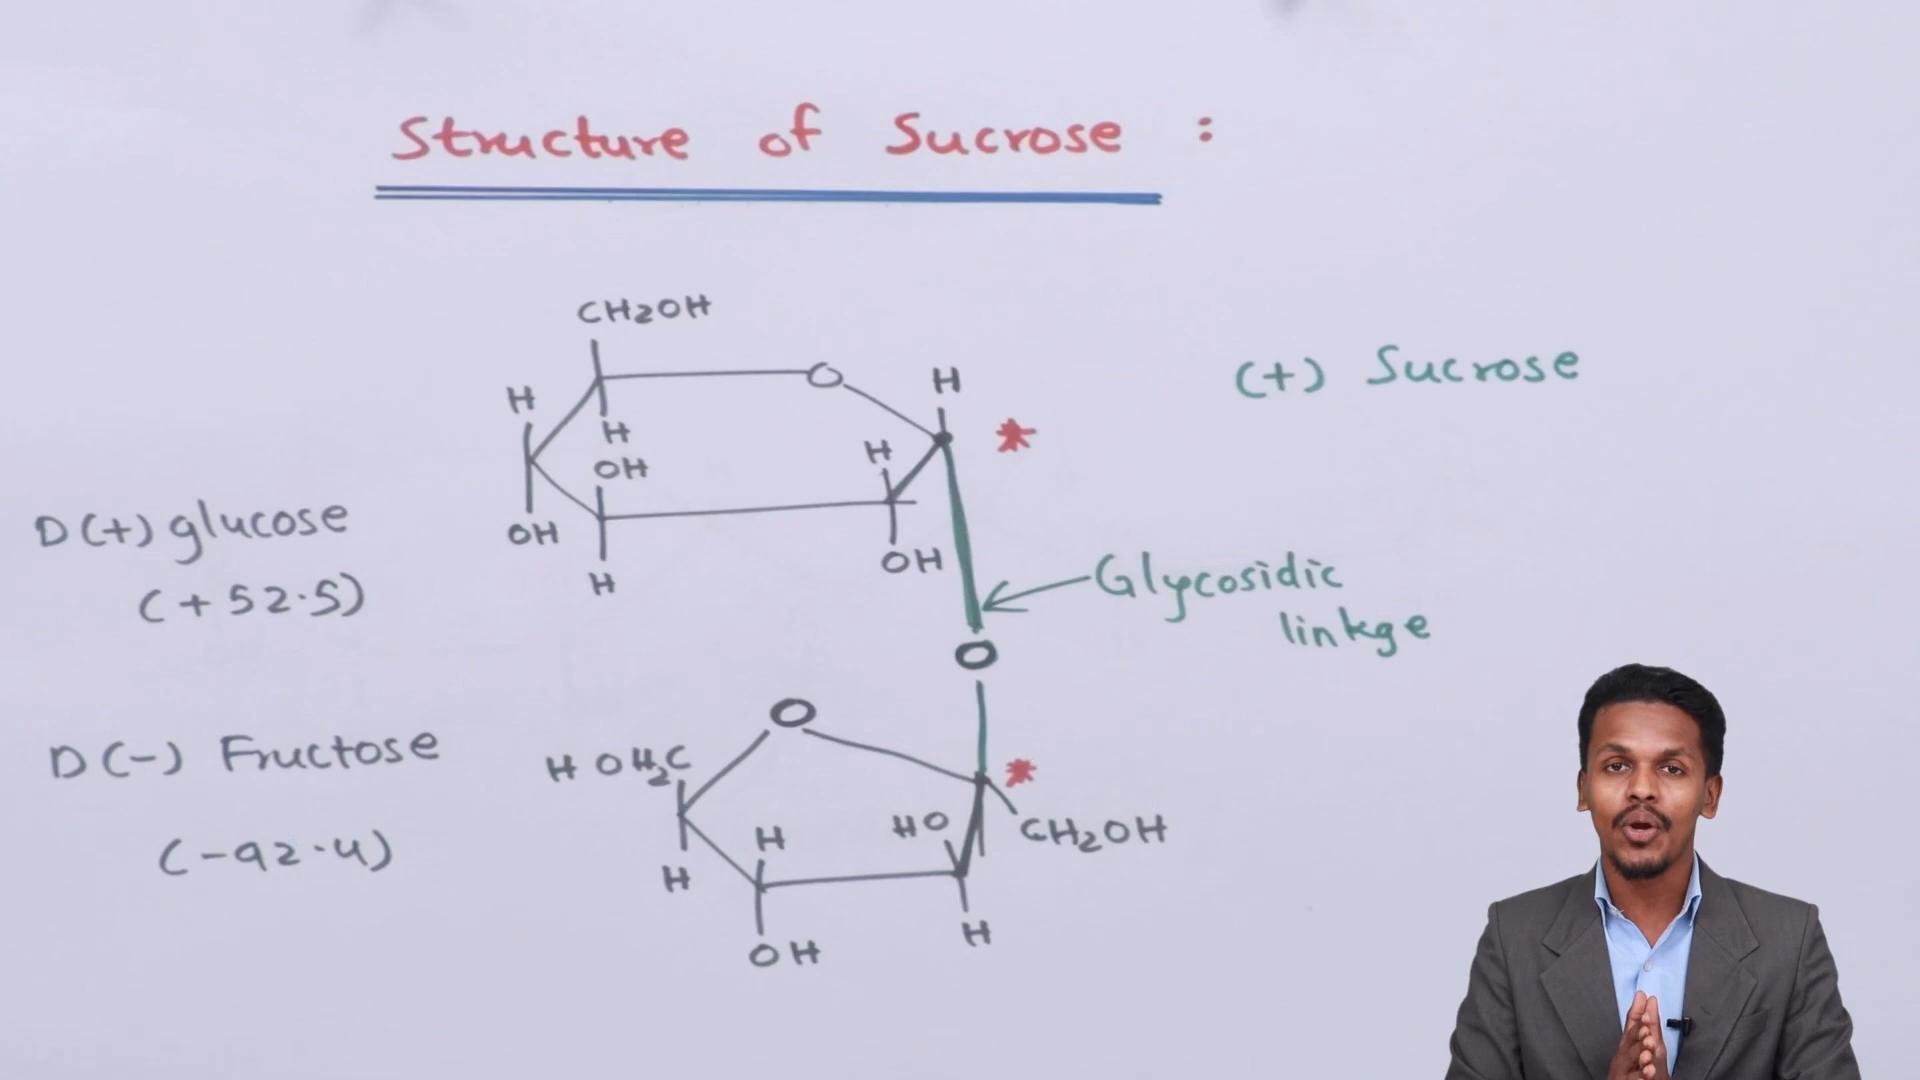 Structure of Sucrose :
CH2OH
O
H
H
H
H
OH
(+) Sucrose
D(+) glucose
OH
OH
(+52.5)
H
Glycosidic
linkge
O
O
D(-) Fructose
HOH2C
HO
CH2OH
H
(-92.4)
H
H
OH